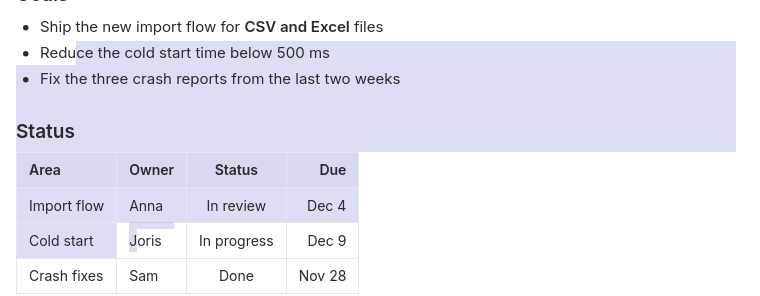 Ship the new import flow for CSV and Excel files
Reduce the cold start time below 500 ms
Fix the three crash reports from the last two weeks
Status
Area Owner Status Due
Import flow Anna In review Dec 4
Cold start Joris In progress Dec 9
Crash fixes Sam Done Nov 28